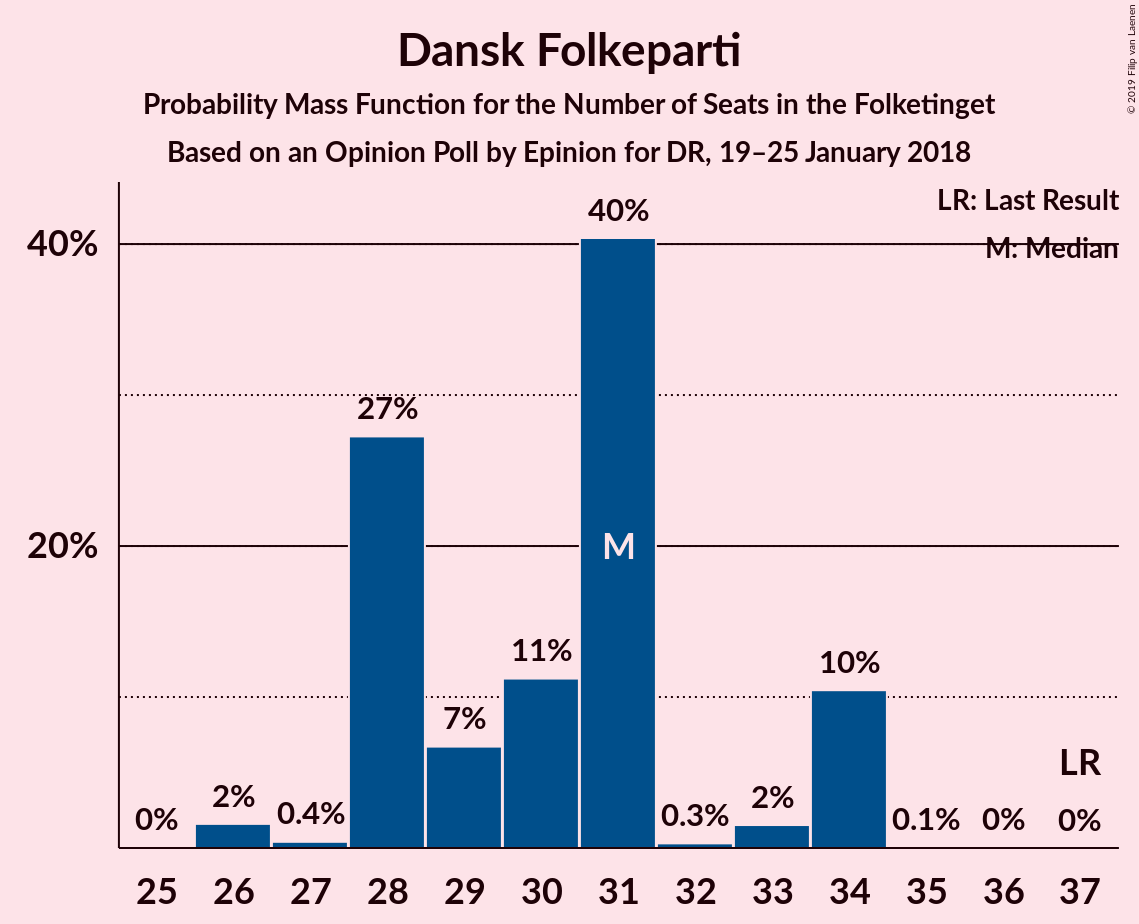 Dansk Folkeparti
Probability Mass Function for the Number of Seats in the Folketinget
Based on an Opinion Poll by Epinion for DR, 19–25 January 2018
© 2019 Filip van Laenen
LR: Last Result
M: Median
40%
20%
0%
2%
0.4%
27%
7%
11%
40%
M
0.3%
2%
10%
0.1%
0%
LR
0%
25 26 27 28 29 30 31 32 33 34 35 36 37